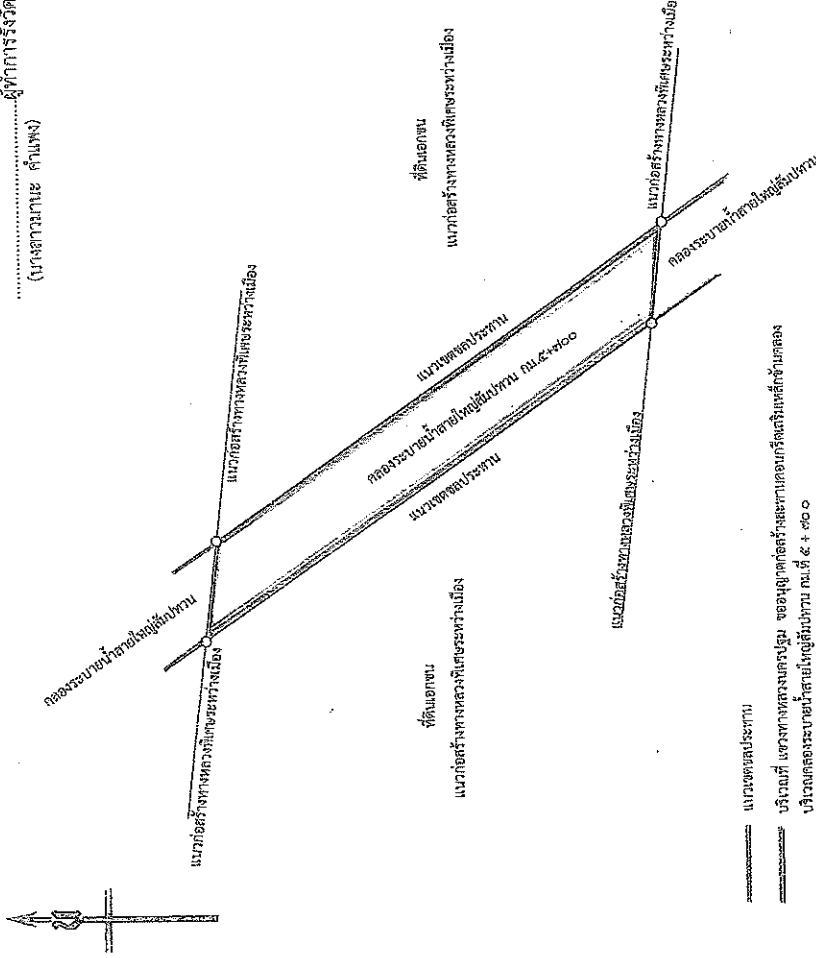 ผู้ทำการรังวัด
(นางสาวมานะ คำแพง)
แนวก่อสร้างทางหลวงพิเศษระหว่างเมือง
ที่ดินเอกชน
แนวก่อสร้างทางหลวงพิเศษระหว่างเมือง
แนวก่อสร้างทางหลวงพิเศษระหว่างเมือง
คลองระบายน้ำสายใหญ่ส้มปทวน
แนวเขตชลประทาน
คลองระบายน้ำสายใหญ่ส้มปทวน กม.๕+๗๐๐
แนวเขตชลประทาน
คลองระบายน้ำสายใหญ่ส้มปทวน
แนวก่อสร้างทางหลวงพิเศษระหว่างเมือง
ที่ดินเอกชน
แนวก่อสร้างทางหลวงพิเศษระหว่างเมือง
แนวก่อสร้างทางหลวงพิเศษระหว่างเมือง
แนวเขตชลประทาน
บริเวณที่ แขวงทางหลวงนครปฐม ขออนุญาตก่อสร้างสะพานคอนกรีตเสริมเหล็กข้ามคลอง
บริเวณคลองระบายน้ำสายใหญ่ส้มปทวน กม.ที่ ๕ + ๗๐๐